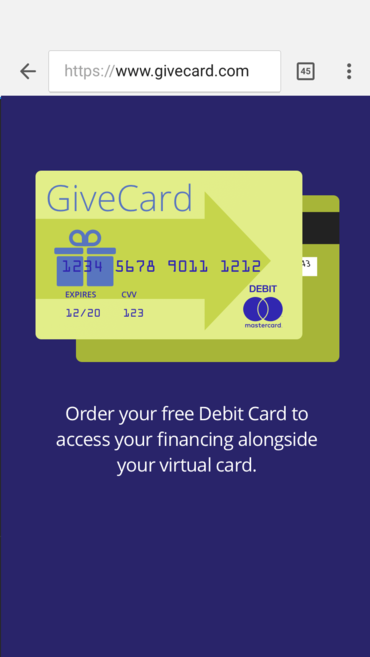 https://www.givecard.com
45
GiveCard
1234 5678 9011 1212
EXPIRES CVV
12/20 123
DEBIT
mastercard
Order your free Debit Card to
access your financing alongside
your virtual card.